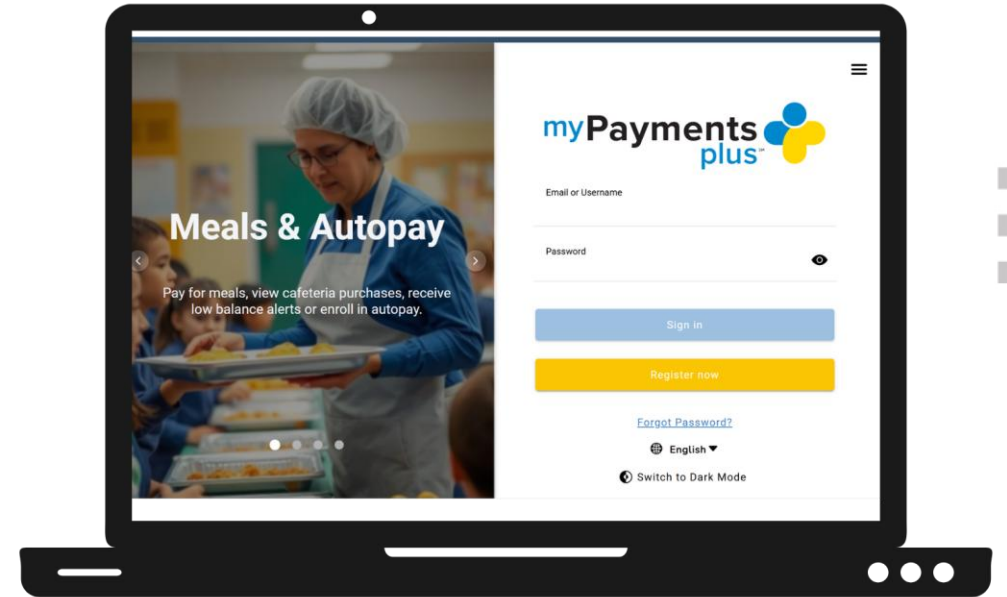 Meals & Autopay
Pay for meals, view cafeteria purchases, receive
low balance alerts or enroll in autopay.
myPayments
plus℠
Email or Username
Password
Sign in
Register now
Forgot Password?
English
Switch to Dark Mode